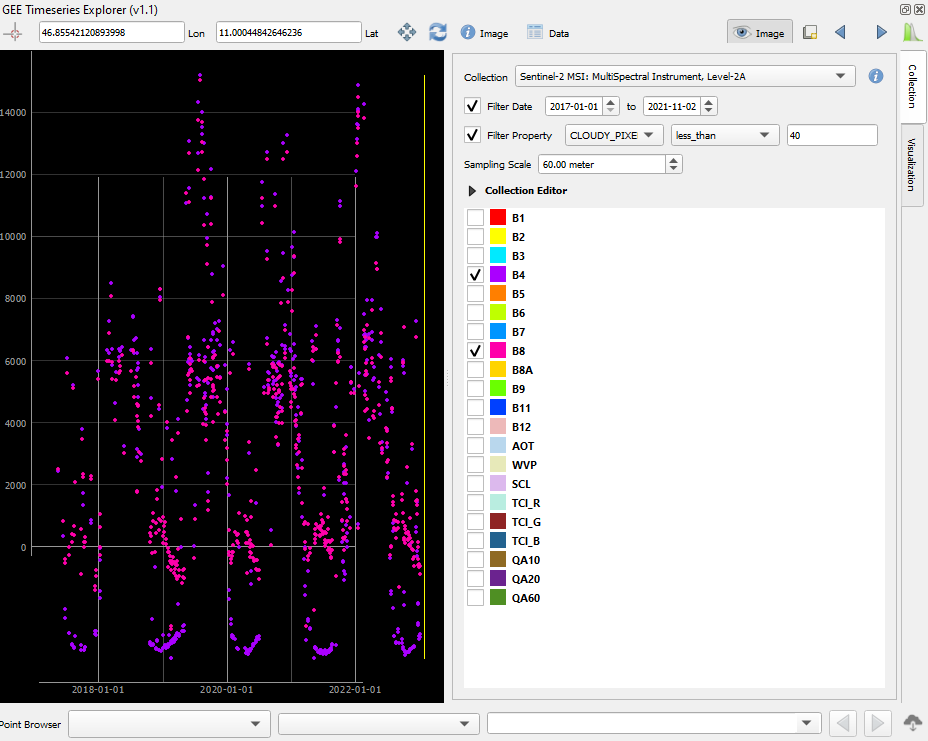 GEE Timeseries Explorer (v1.1)
46.85542120893998 Lon 11.00044842646236 Lat Image Data Image
14000
12000
10000
8000
6000
4000
2000
0
2018-01-01 2020-01-01 2022-01-01
Collection Sentinel-2 MSI: MultiSpectral Instrument, Level-2A
Filter Date 2017-01-01 to 2021-11-02
Filter Property CLOUDY_PIXE less_than 40
Sampling Scale 60.00 meter
Collection Editor
B1
B2
B3
B4
B5
B6
B7
B8
B8A
B9
B11
B12
AOT
WVP
SCL
TCI_R
TCI_G
TCI_B
QA10
QA20
QA60
Collection
Visualization
Point Browser